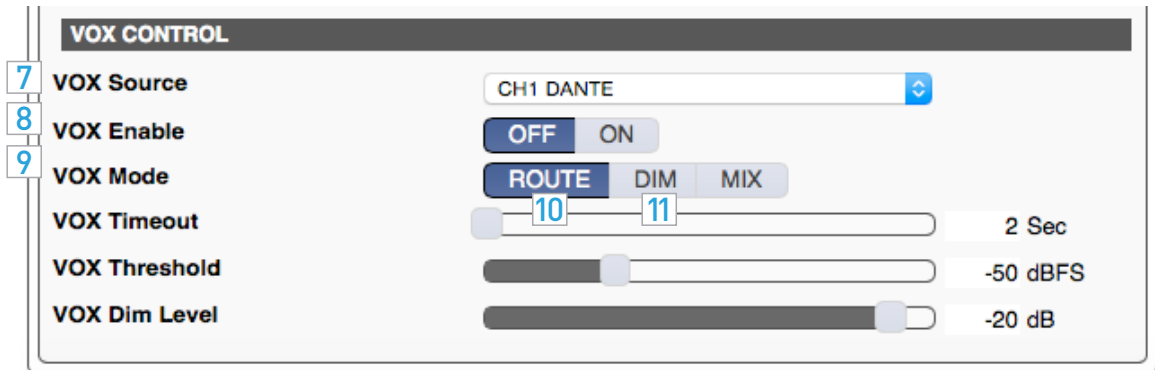 VOX CONTROL
7 VOX Source CH1 DANTE
8 VOX Enable OFF ON
9 VOX Mode ROUTE DIM MIX
10 11
VOX Timeout 2 Sec
VOX Threshold -50 dBFS
VOX Dim Level -20 dB